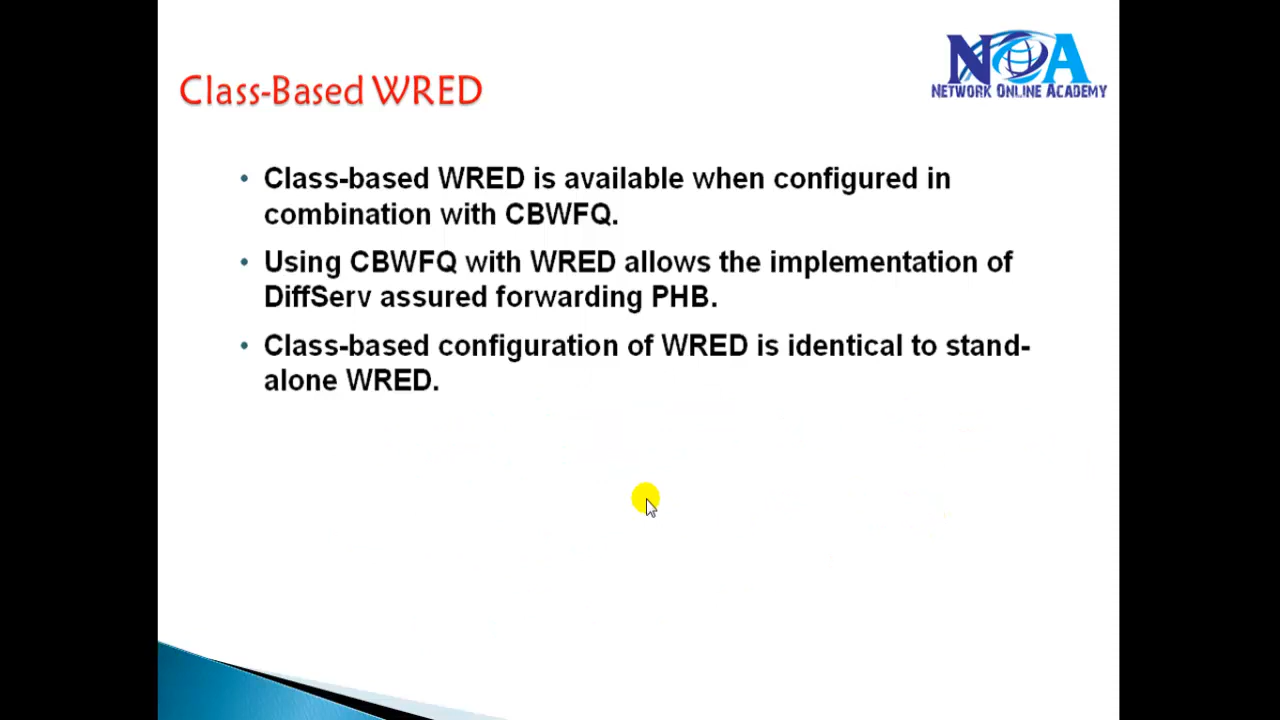 NOA
NETWORK ONLINE ACADEMY
Class-Based WRED
• Class-based WRED is available when configured in
combination with CBWFQ.
• Using CBWFQ with WRED allows the implementation of
DiffServ assured forwarding PHB.
• Class-based configuration of WRED is identical to stand-
alone WRED.